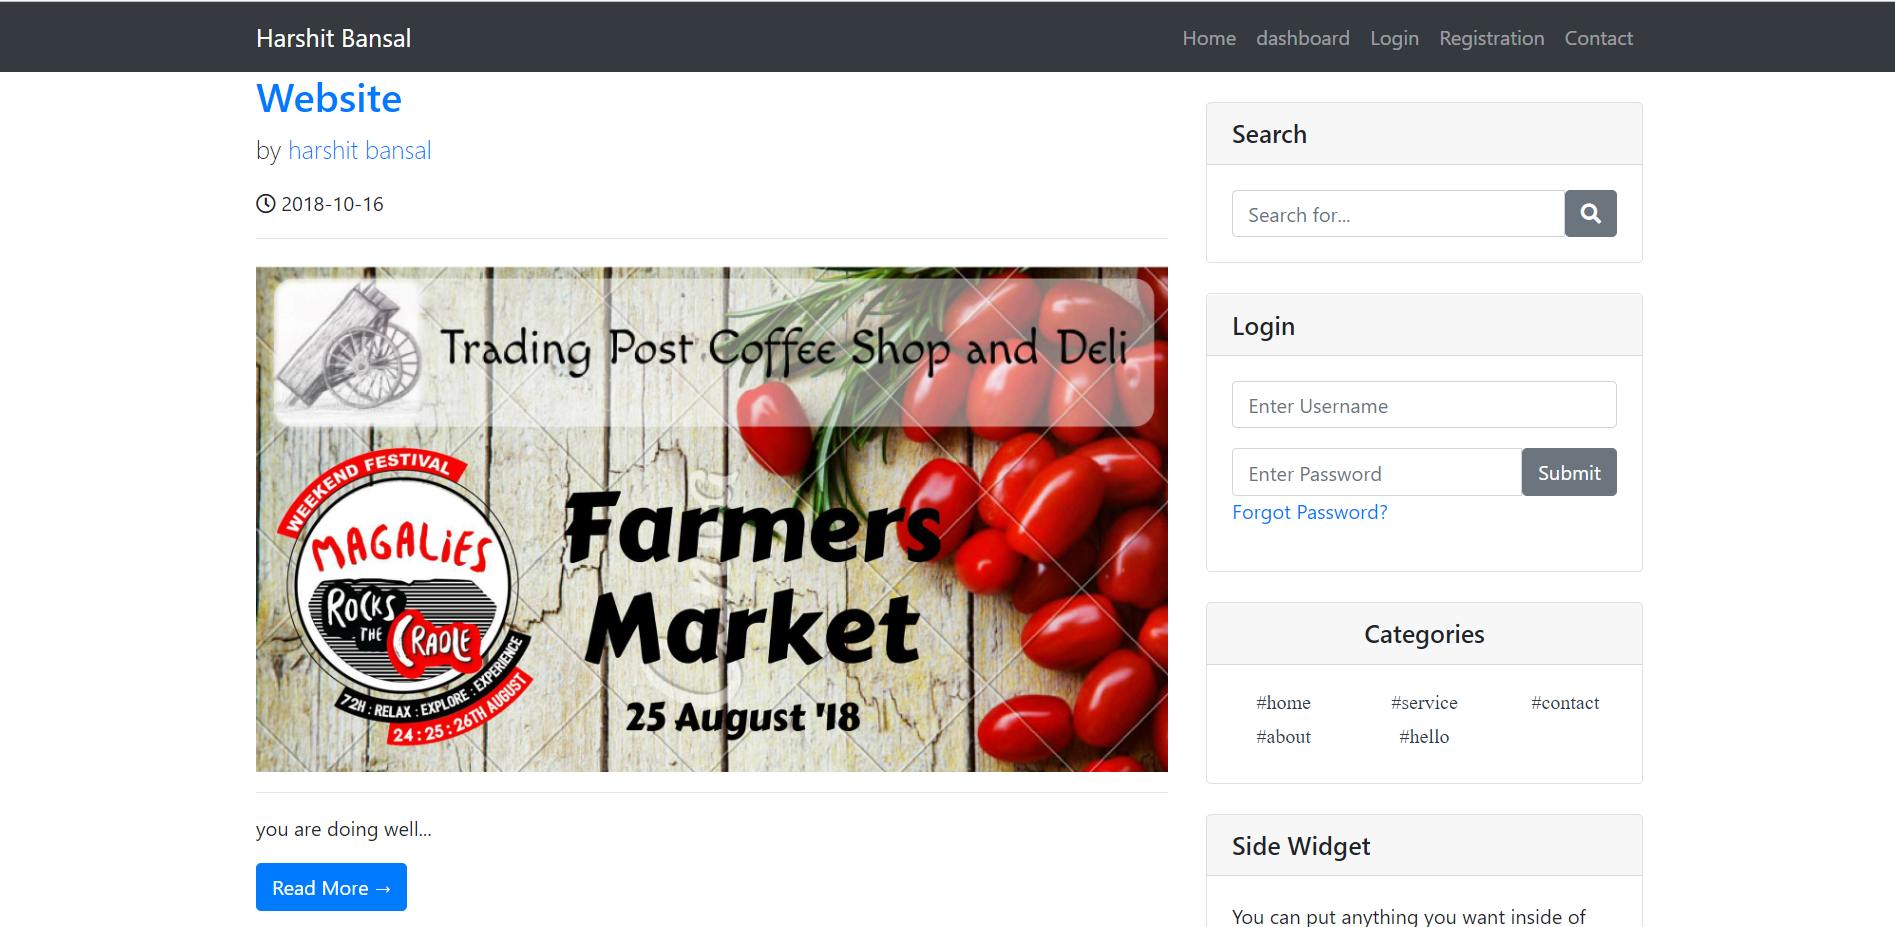 Harshit Bansal
Home dashboard Login Registration Contact
Website
by harshit bansal
2018-10-16
Trading Post Coffee Shop and Deli
WEEKEND FESTIVAL
MAGALIES
ROCKS
THE
CRADLE
72H : RELAX : EXPLORE : EXPERIENCE
24 : 25 : 26TH AUGUST
Farmers
Market
25 August '18
you are doing well...
Read More →
Search
Search for...
Login
Enter Username
Enter Password Submit
Forgot Password?
Categories
#home #service #contact
#about #hello
Side Widget
You can put anything you want inside of